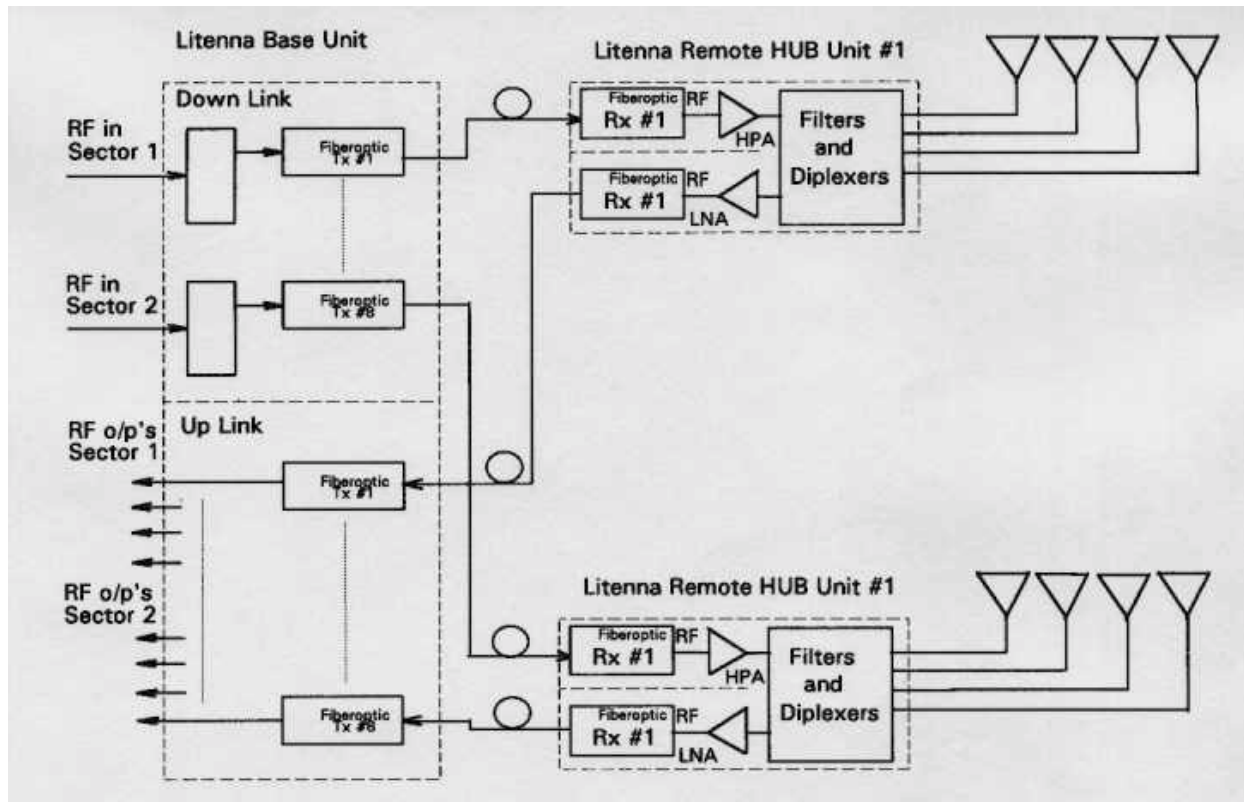 Litenna Base Unit
Down Link
RF in
Sector 1
Fiberoptic
Tx #1
RF in
Sector 2
Fiberoptic
Tx #8
Up Link
RF o/p's
Sector 1
Fiberoptic
Tx #1
RF o/p's
Sector 2
Fiberoptic
Litenna Remote HUB Unit #1
Fiberoptic
Rx #1
RF
HPA
Fiberoptic
Rx #1
RF
LNA
Filters
and
Diplexers
Litenna Remote HUB Unit #1
Fiberoptic
Rx #1
RF
HPA
Fiberoptic
Rx #1
RF
LNA
Filters
and
Diplexers